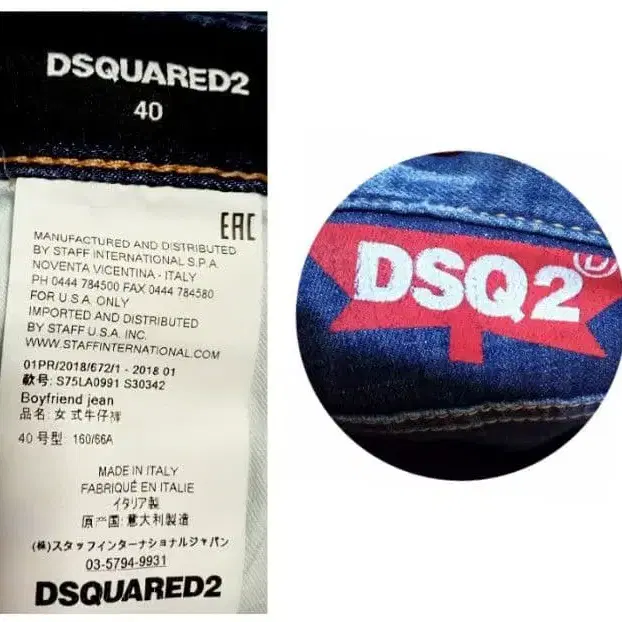 DSQUARED2
40
EAC
MANUFACTURED AND DISTRIBUTED
BY STAFF INTERNATIONAL S.P.A.
NOVENTA VICENTINA - ITALY
PH 0444 784500 FAX 0444 784580
FOR U.S.A. ONLY
IMPORTED AND DISTRIBUTED
BY STAFF U.S.A. INC.
WWW.STAFFINTERNATIONAL.COM
01PR/2018/672/1 - 2018 01
款号: S75LA0991 S30342
Boyfriend jean
品名: 女式牛仔裤
40 号型: 160/66A
MADE IN ITALY
FABRIQUÉ EN ITALIE
イタリア製
原产国: 意大利製造
(株)スタッフインターナショナルジャパン
03-5794-9931
DSQUARED2
DSQ2®